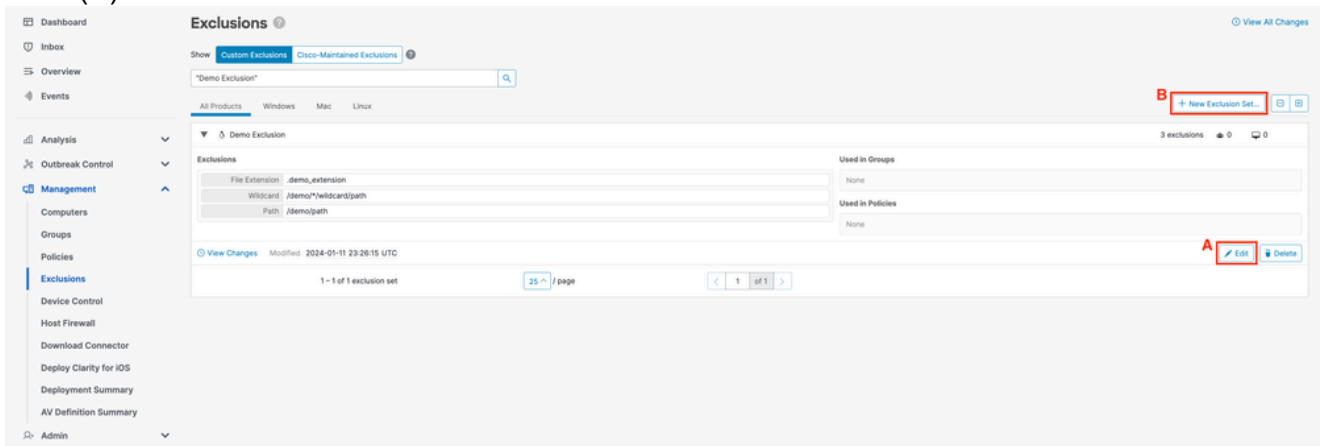 Dashboard
Inbox
Overview
Events
Analysis
Outbreak Control
Management
Computers
Groups
Policies
Exclusions
Device Control
Host Firewall
Download Connector
Deploy Clarity for iOS
Deployment Summary
AV Definition Summary
Admin
Exclusions
View All Changes
Show Custom Exclusions Cisco-Maintained Exclusions
"Demo Exclusion"
B
All Products Windows Mac Linux
+ New Exclusion Set...
Demo Exclusion
3 exclusions 0 0
Exclusions
File Extension .demo_extension
Wildcard /demo/*/wildcard/path
Path /demo/path
Used in Groups
None
Used in Policies
None
View Changes Modified 2024-01-11 23:26:15 UTC
A
Edit Delete
1 – 1 of 1 exclusion set 25 / page 1 of 1